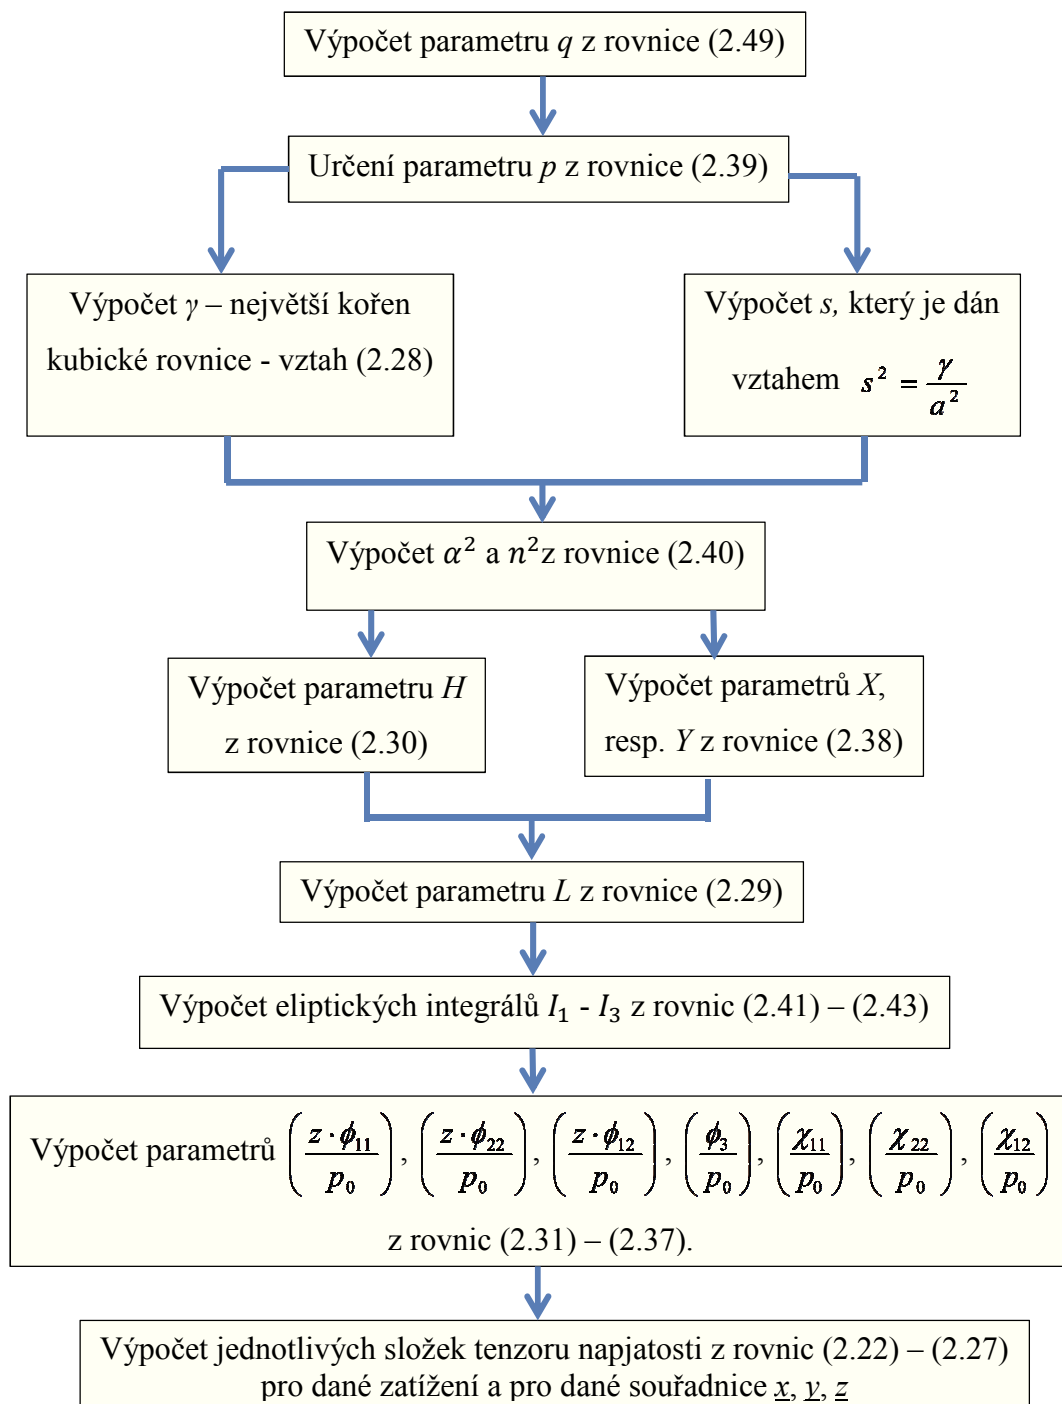 Výpočet parametru q z rovnice (2.49)
Určení parametru p z rovnice (2.39)
Výpočet γ – největší kořen
kubické rovnice - vztah (2.28)
Výpočet s, který je dán
vztahem s² = γ/a²
Výpočet α² a n²z rovnice (2.40)
Výpočet parametru H
z rovnice (2.30)
Výpočet parametrů X,
resp. Y z rovnice (2.38)
Výpočet parametru L z rovnice (2.29)
Výpočet eliptických integrálů I₁ - I₃ z rovnic (2.41) – (2.43)
Výpočet parametrů (z·ϕ₁₁/p₀), (z·ϕ₂₂/p₀), (z·ϕ₁₂/p₀), (ϕ₃/p₀), (χ₁₁/p₀), (χ₂₂/p₀), (χ₁₂/p₀)
z rovnic (2.31) – (2.37).
Výpočet jednotlivých složek tenzoru napjatosti z rovnic (2.22) – (2.27)
pro dané zatížení a pro dané souřadnice x, y, z